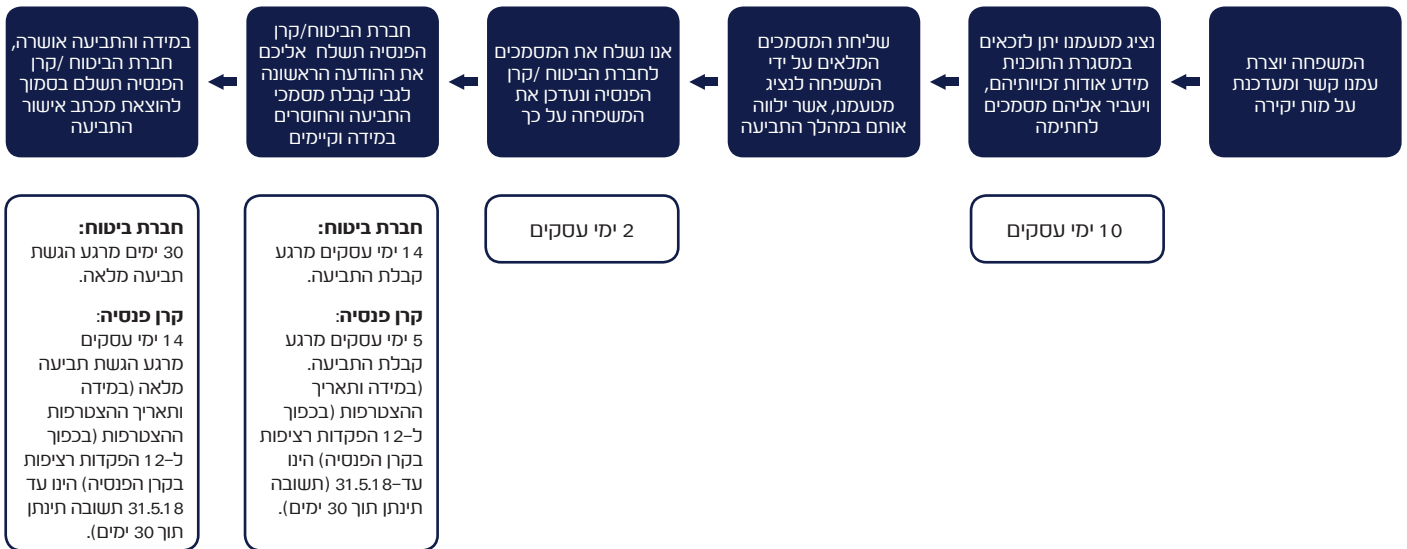 המשפחה יוצרת
עמנו קשר ומעדכנת
על מות יקירה
נציג מטעמנו יתן לזכאים
במסגרת התוכנית
מידע אודות זכויותיהם,
ויעביר אליהם מסמכים
לחתימה
שליחת המסמכים
המלאים על ידי
המשפחה לנציג
מטעמנו, אשר ילווה
אותם במהלך התביעה
אנו נשלח את המסמכים
לחברת הביטוח /קרן
הפנסיה ונעדכן את
המשפחה על כך
חברת הביטוח/קרן
הפנסיה תשלח אליכם
את ההודעה הראשונה
לגבי קבלת מסמכי
התביעה והחוסרים
במידה וקיימים
במידה והתביעה אושרה,
חברת הביטוח /קרן
הפנסיה תשלם בסמוך
להוצאת מכתב אישור
התביעה
10 ימי עסקים
2 ימי עסקים
חברת ביטוח:
14 ימי עסקים מרגע
קבלת התביעה.
קרן פנסיה:
5 ימי עסקים מרגע
קבלת התביעה.
(במידה ותאריך
ההצטרפות (בכפוך
ל-12 הפקדות רציפות
בקרן הפנסיה) הינו
עד-31.5.18 (תשובה
תינתן תוך 30 ימים).
חברת ביטוח:
30 ימים מרגע הגשת
תביעה מלאה.
קרן פנסיה:
14 ימי עסקים
מרגע הגשת תביעה
מלאה (במידה
ותאריך ההצטרפות
ההצטרפות (בכפוך
ל-12 הפקדות רציפות
בקרן הפנסיה) הינו עד
31.5.18 תשובה תינתן
תוך 30 ימים).